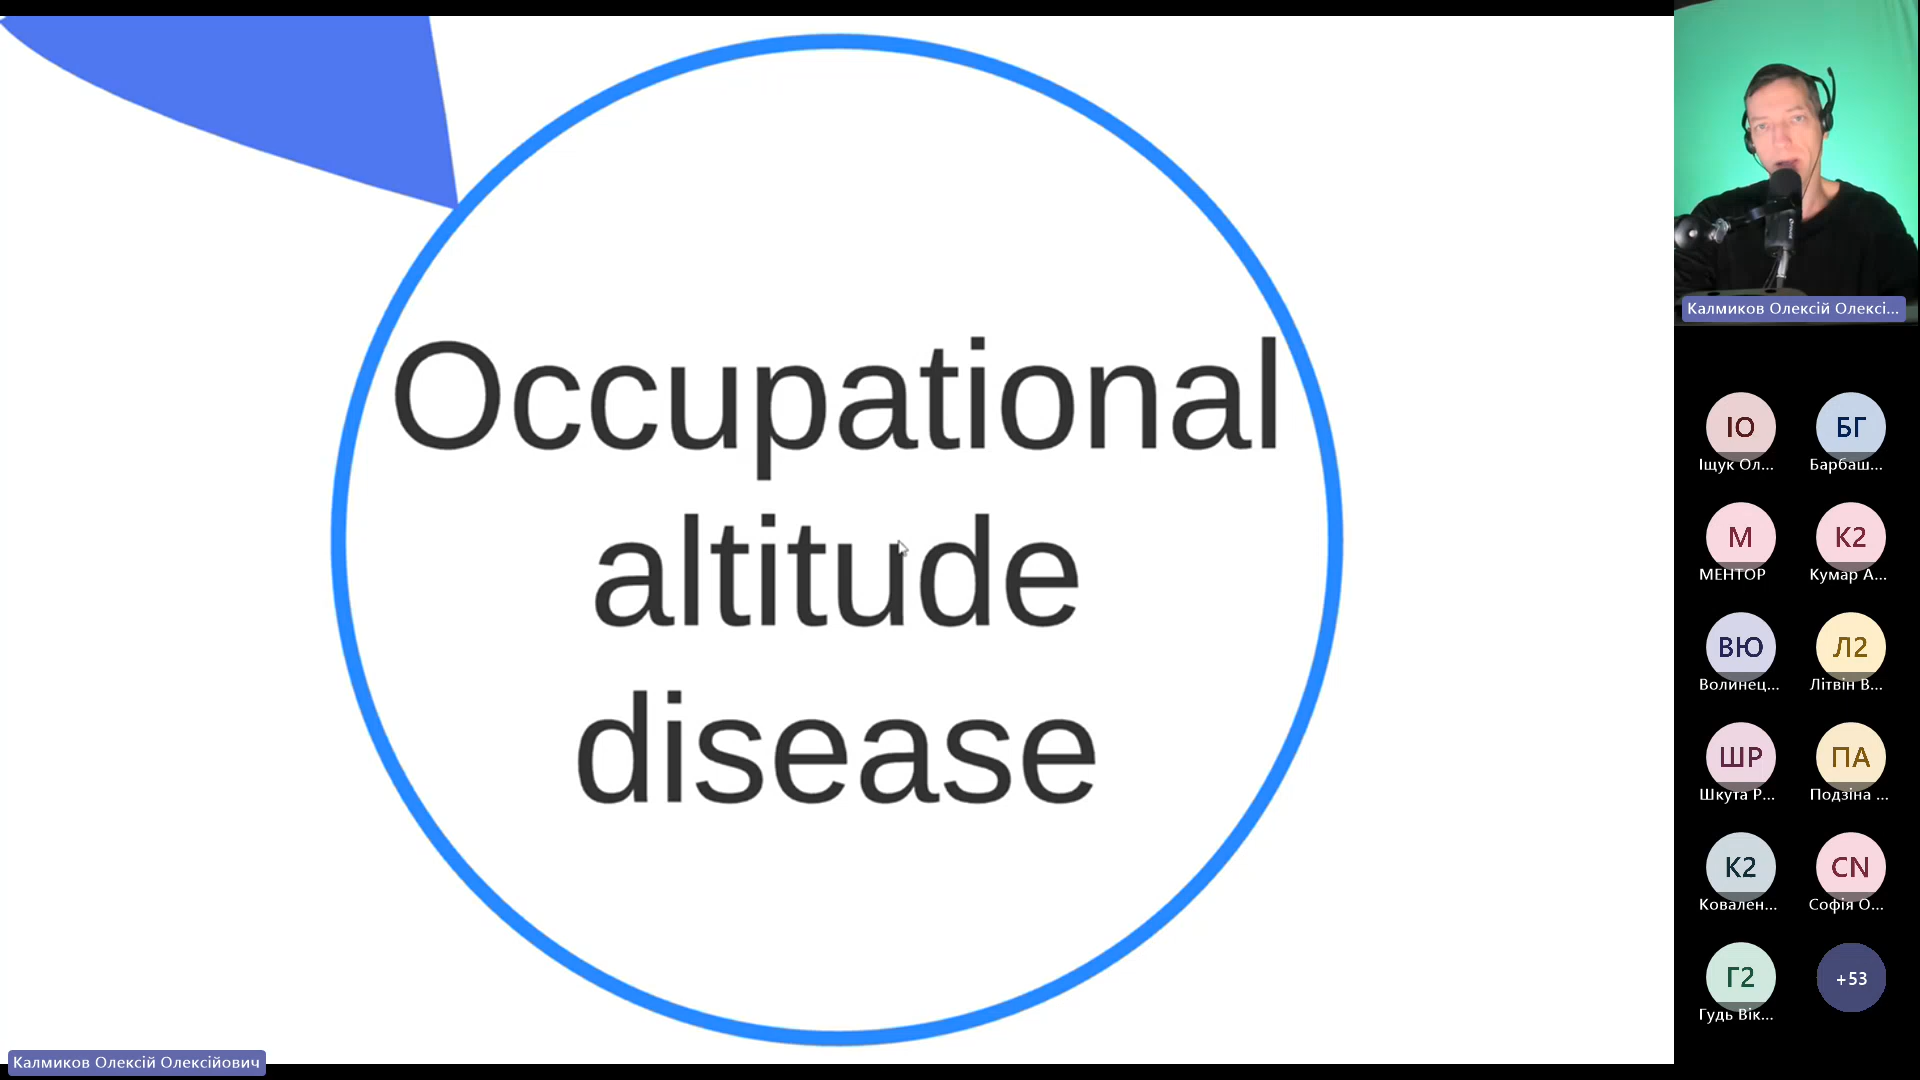 Occupational
altitude
disease
Калмиков Олексій Олексійович
Калмиков Олексій Олексі...
ІО
Іщук Ол...
БГ
Барбаш...
М
МЕНТОР
К2
Кумар А...
ВЮ
Волинец...
Л2
Літвін В...
ШР
Шкута Р...
ПА
Подзіна ...
К2
Ковален...
CN
Софія О...
Г2
Гудь Вік...
+53